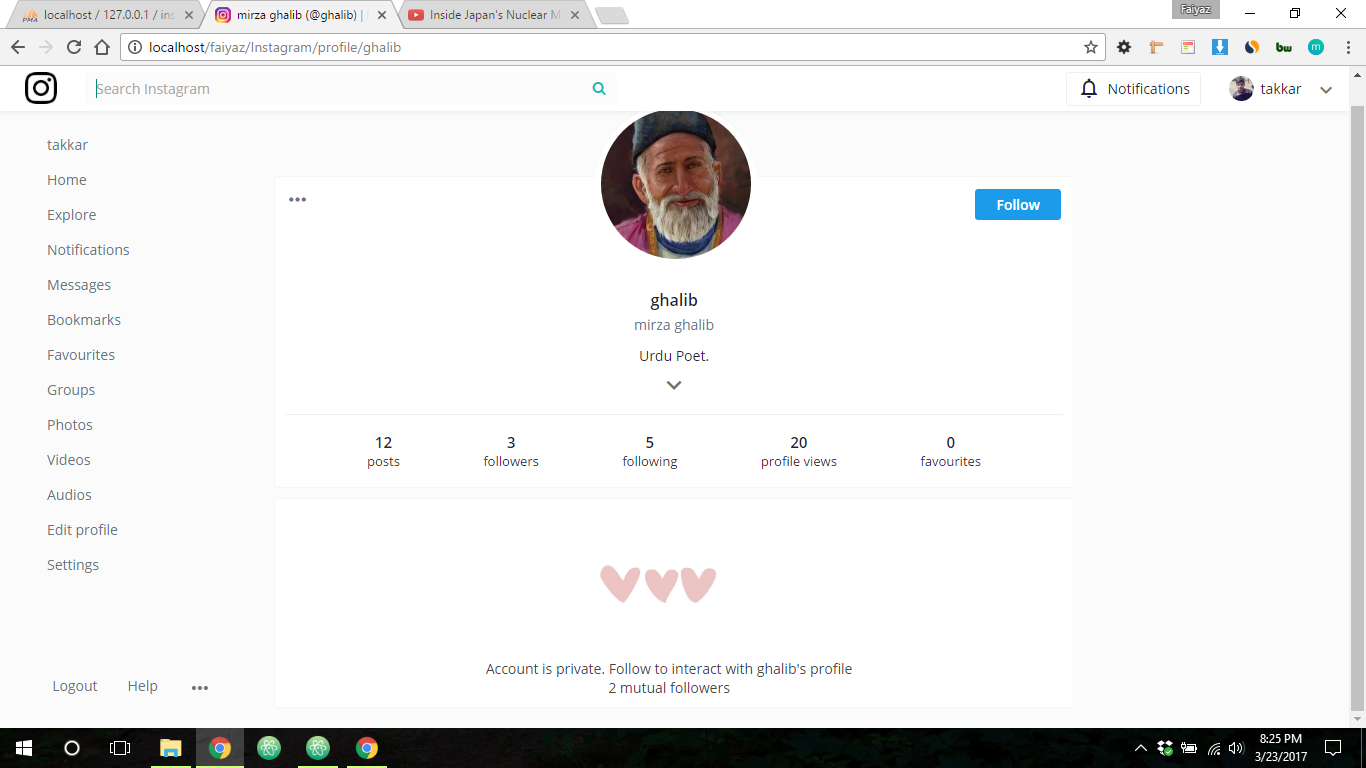 localhost / 127.0.0.1 / ins
mirza ghalib (@ghalib) |
Inside Japan's Nuclear M
Faiyaz
localhost/faiyaz/Instagram/profile/ghalib
bw
m
Search Instagram
Notifications
takkar
takkar
Home
Explore
Notifications
Messages
Bookmarks
Favourites
Groups
Photos
Videos
Audios
Edit profile
Settings
Logout Help
Follow
ghalib
mirza ghalib
Urdu Poet.
12 3 5 20 0
posts followers following profile views favourites
Account is private. Follow to interact with ghalib's profile
2 mutual followers
8:25 PM
3/23/2017